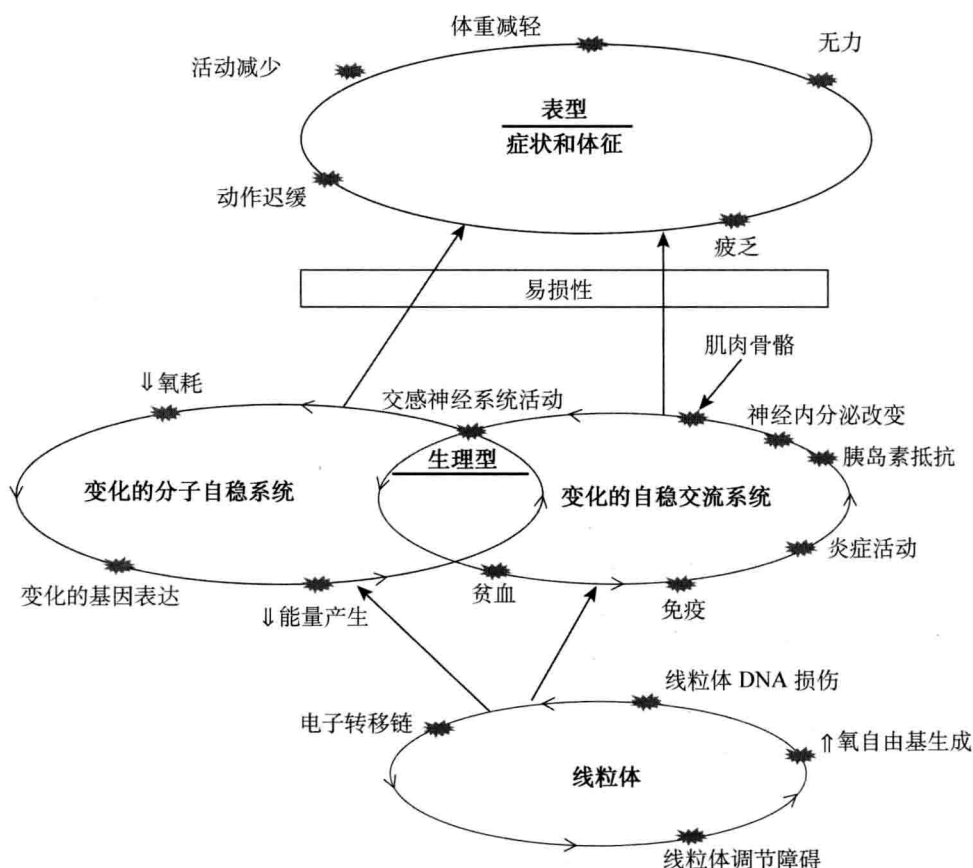 体重减轻
无力
活动减少
表型
症状和体征
动作迟缓
疲乏
易损性
肌肉骨骼
⇓氧耗
交感神经系统活动
神经内分泌改变
生理型
胰岛素抵抗
变化的分子自稳系统
变化的自稳交流系统
炎症活动
变化的基因表达
贫血
免疫
⇓能量产生
线粒体 DNA 损伤
电子转移链
⇑氧自由基生成
线粒体
线粒体调节障碍